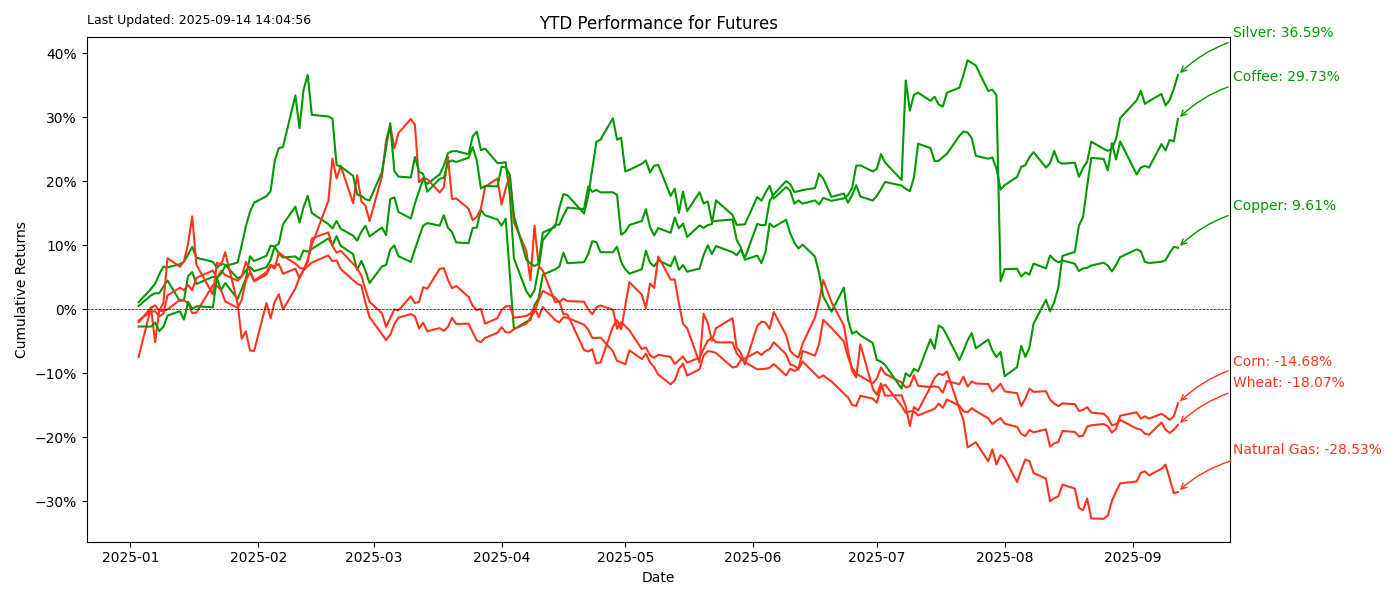 Last Updated: 2025-09-14 14:04:56
YTD Performance for Futures
Silver: 36.59%
Coffee: 29.73%
Copper: 9.61%
Corn: -14.68%
Wheat: -18.07%
Natural Gas: -28.53%
Cumulative Returns
40%
30%
20%
10%
0%
−10%
−20%
−30%
2025-01 2025-02 2025-03 2025-04 2025-05 2025-06 2025-07 2025-08 2025-09
Date